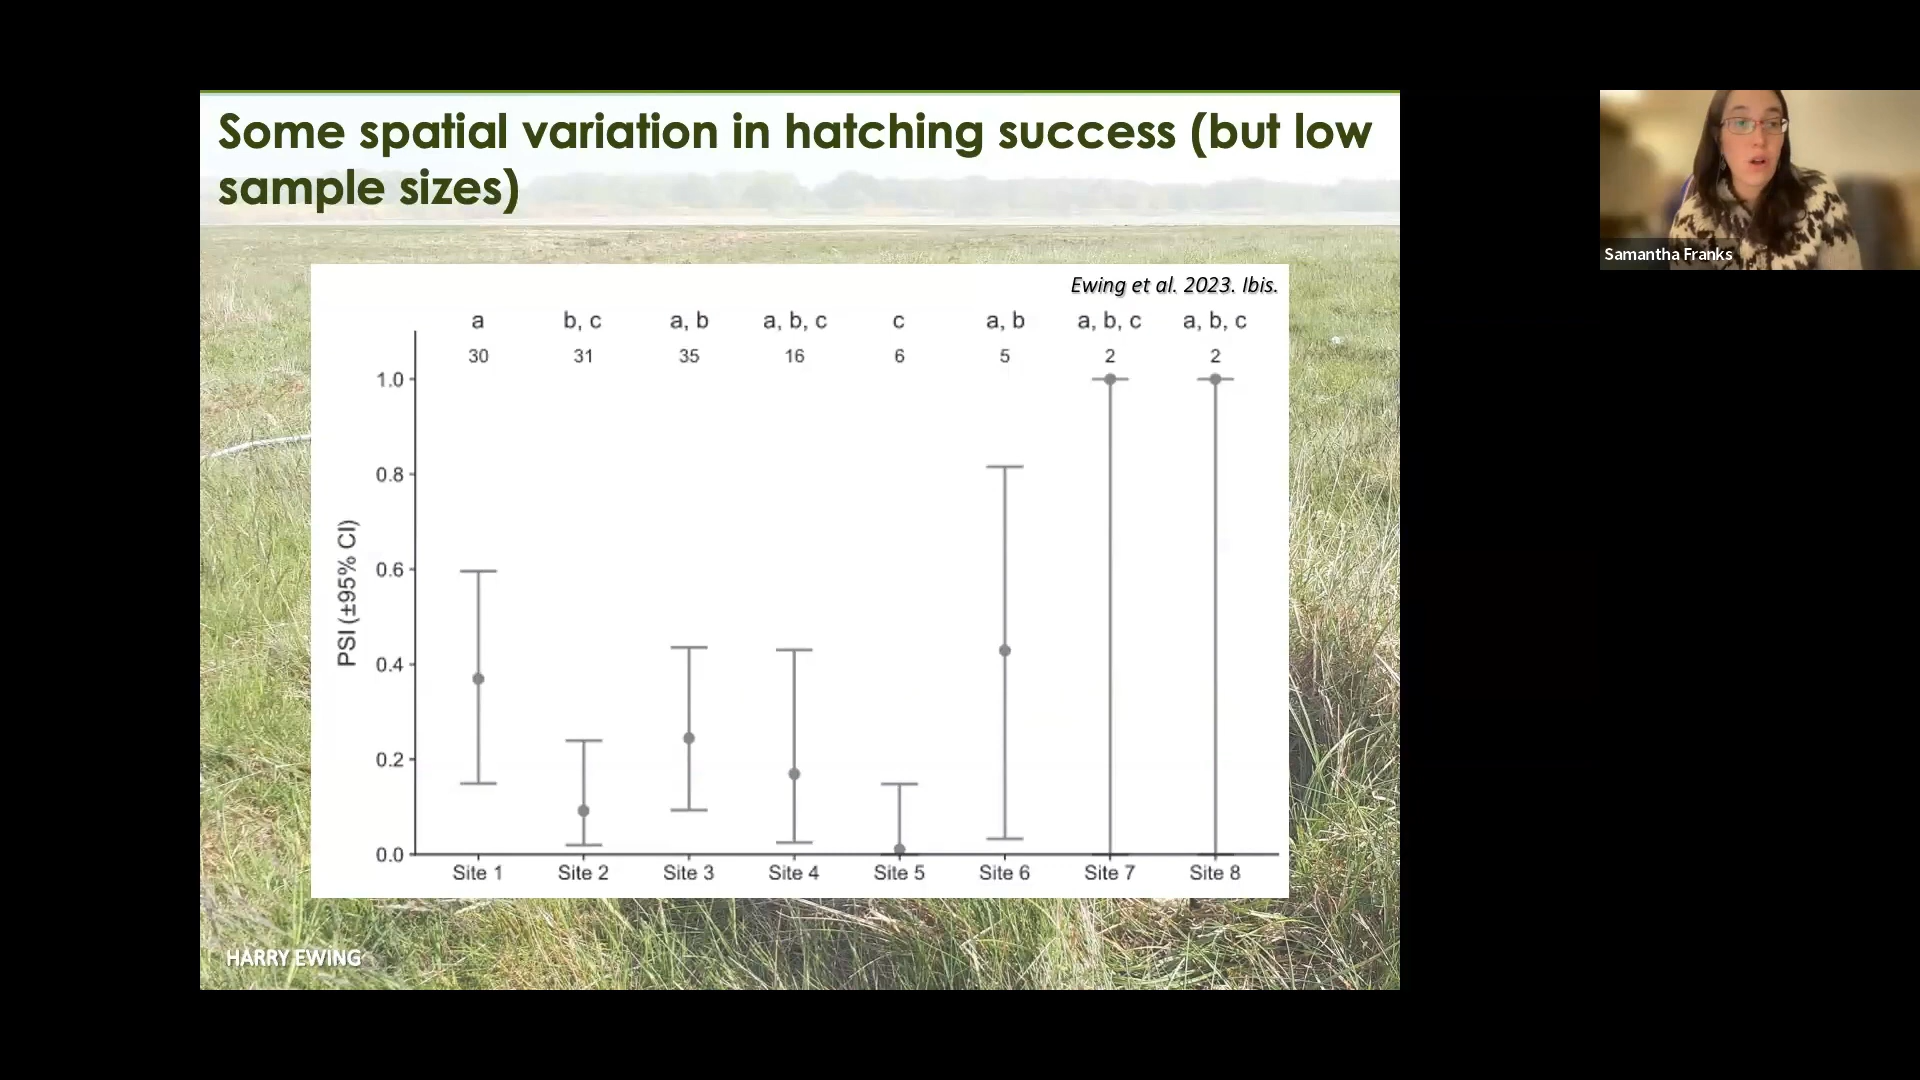 Some spatial variation in hatching success (but low
sample sizes)
Samantha Franks
Ewing et al. 2023. Ibis.
a b, c a, b a, b, c c a, b a, b, c a, b, c
30 31 35 16 6 5 2 2
1.0
0.8
0.6
0.4
0.2
0.0
PSI (±95% CI)
Site 1 Site 2 Site 3 Site 4 Site 5 Site 6 Site 7 Site 8
HARRY EWING